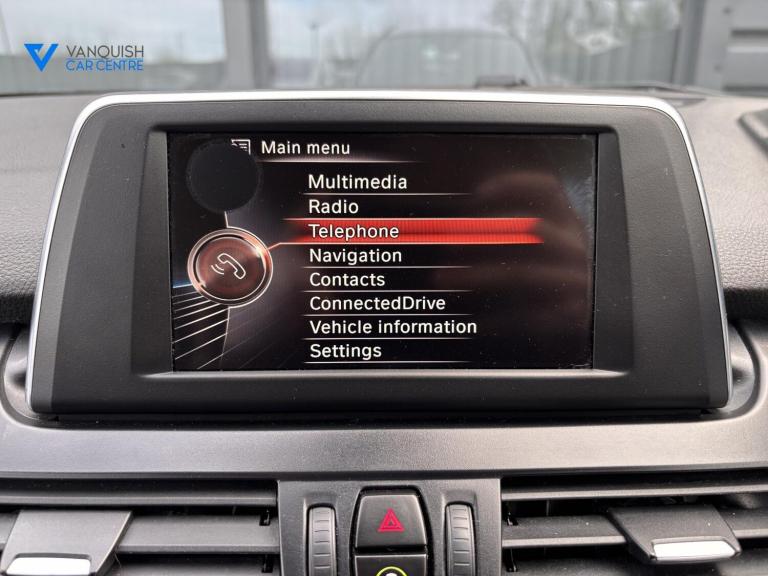 VANQUISH
CAR CENTRE
Main menu
Multimedia
Radio
Telephone
Navigation
Contacts
ConnectedDrive
Vehicle information
Settings